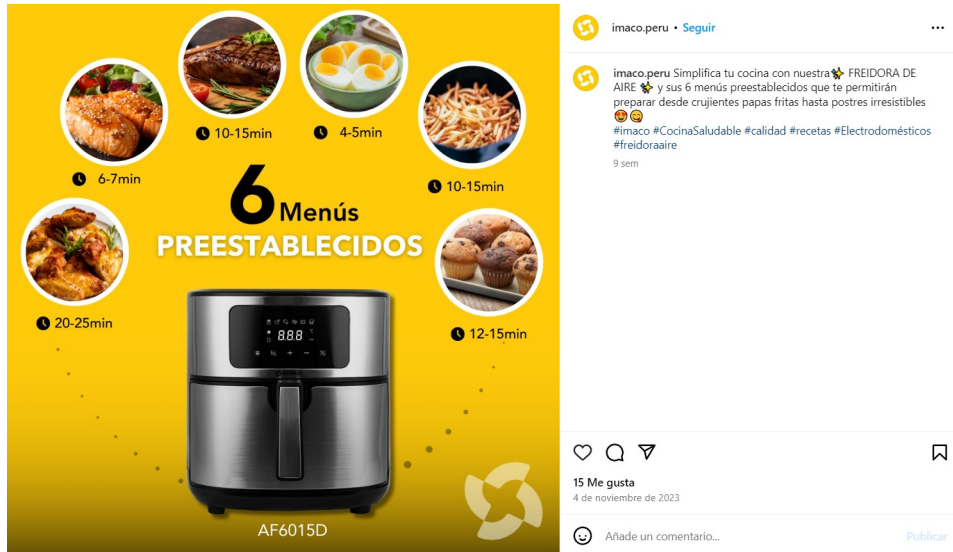 10-15min
4-5min
6-7min
10-15min
6 Menús
PREESTABLECIDOS
20-25min
12-15min
8.8.8
AF6015D
imaco.peru • Seguir
imaco.peru Simplifica tu cocina con nuestra✨ FREIDORA DE
AIRE ✨ y sus 6 menús preestablecidos que te permitirán
preparar desde crujientes papas fritas hasta postres irresistibles
🤩😋
#imaco #CocinaSaludable #calidad #recetas #Electrodomésticos
#freidoraaire
9 sem
15 Me gusta
4 de noviembre de 2023
Añade un comentario...
Publicar